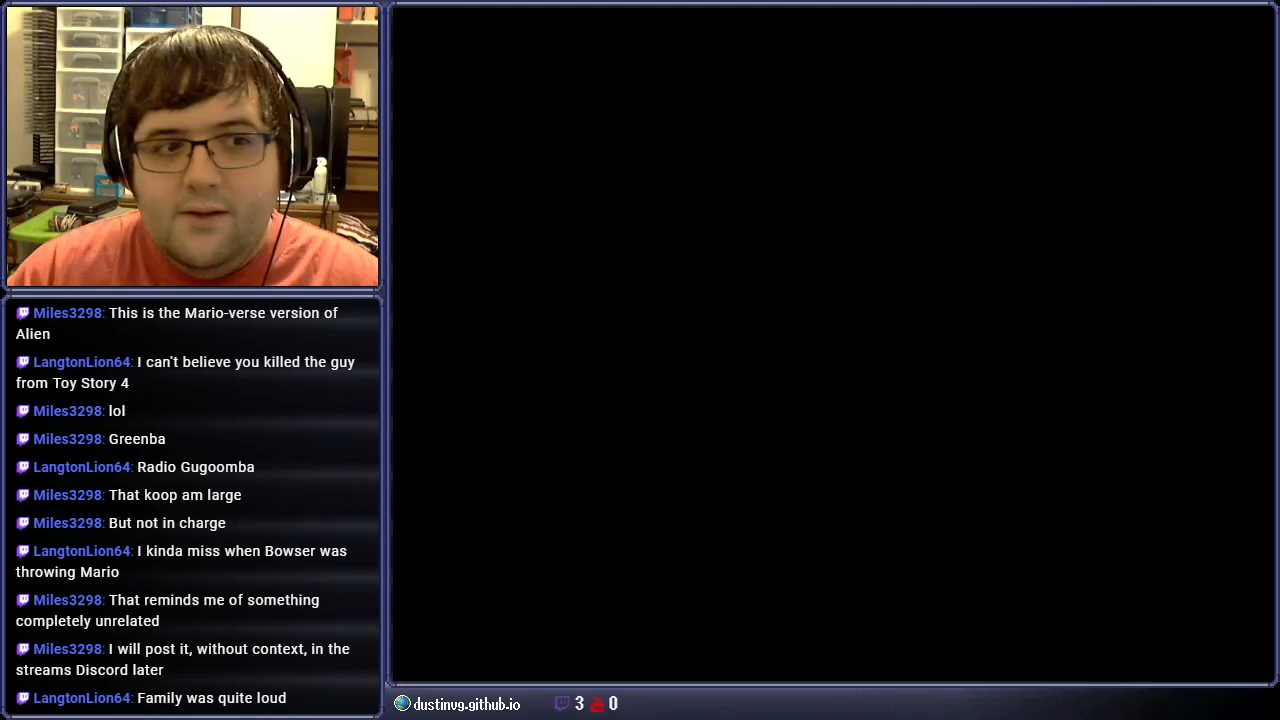 Miles3298: This is the Mario-verse version of
Alien
LangtonLion64: I can't believe you killed the guy
from Toy Story 4
Miles3298: lol
Miles3298: Greenba
LangtonLion64: Radio Gugoomba
Miles3298: That koop am large
Miles3298: But not in charge
LangtonLion64: I kinda miss when Bowser was
throwing Mario
Miles3298: That reminds me of something
completely unrelated
Miles3298: I will post it, without context, in the
streams Discord later
LangtonLion64: Family was quite loud
dustinvg.github.io 3 0